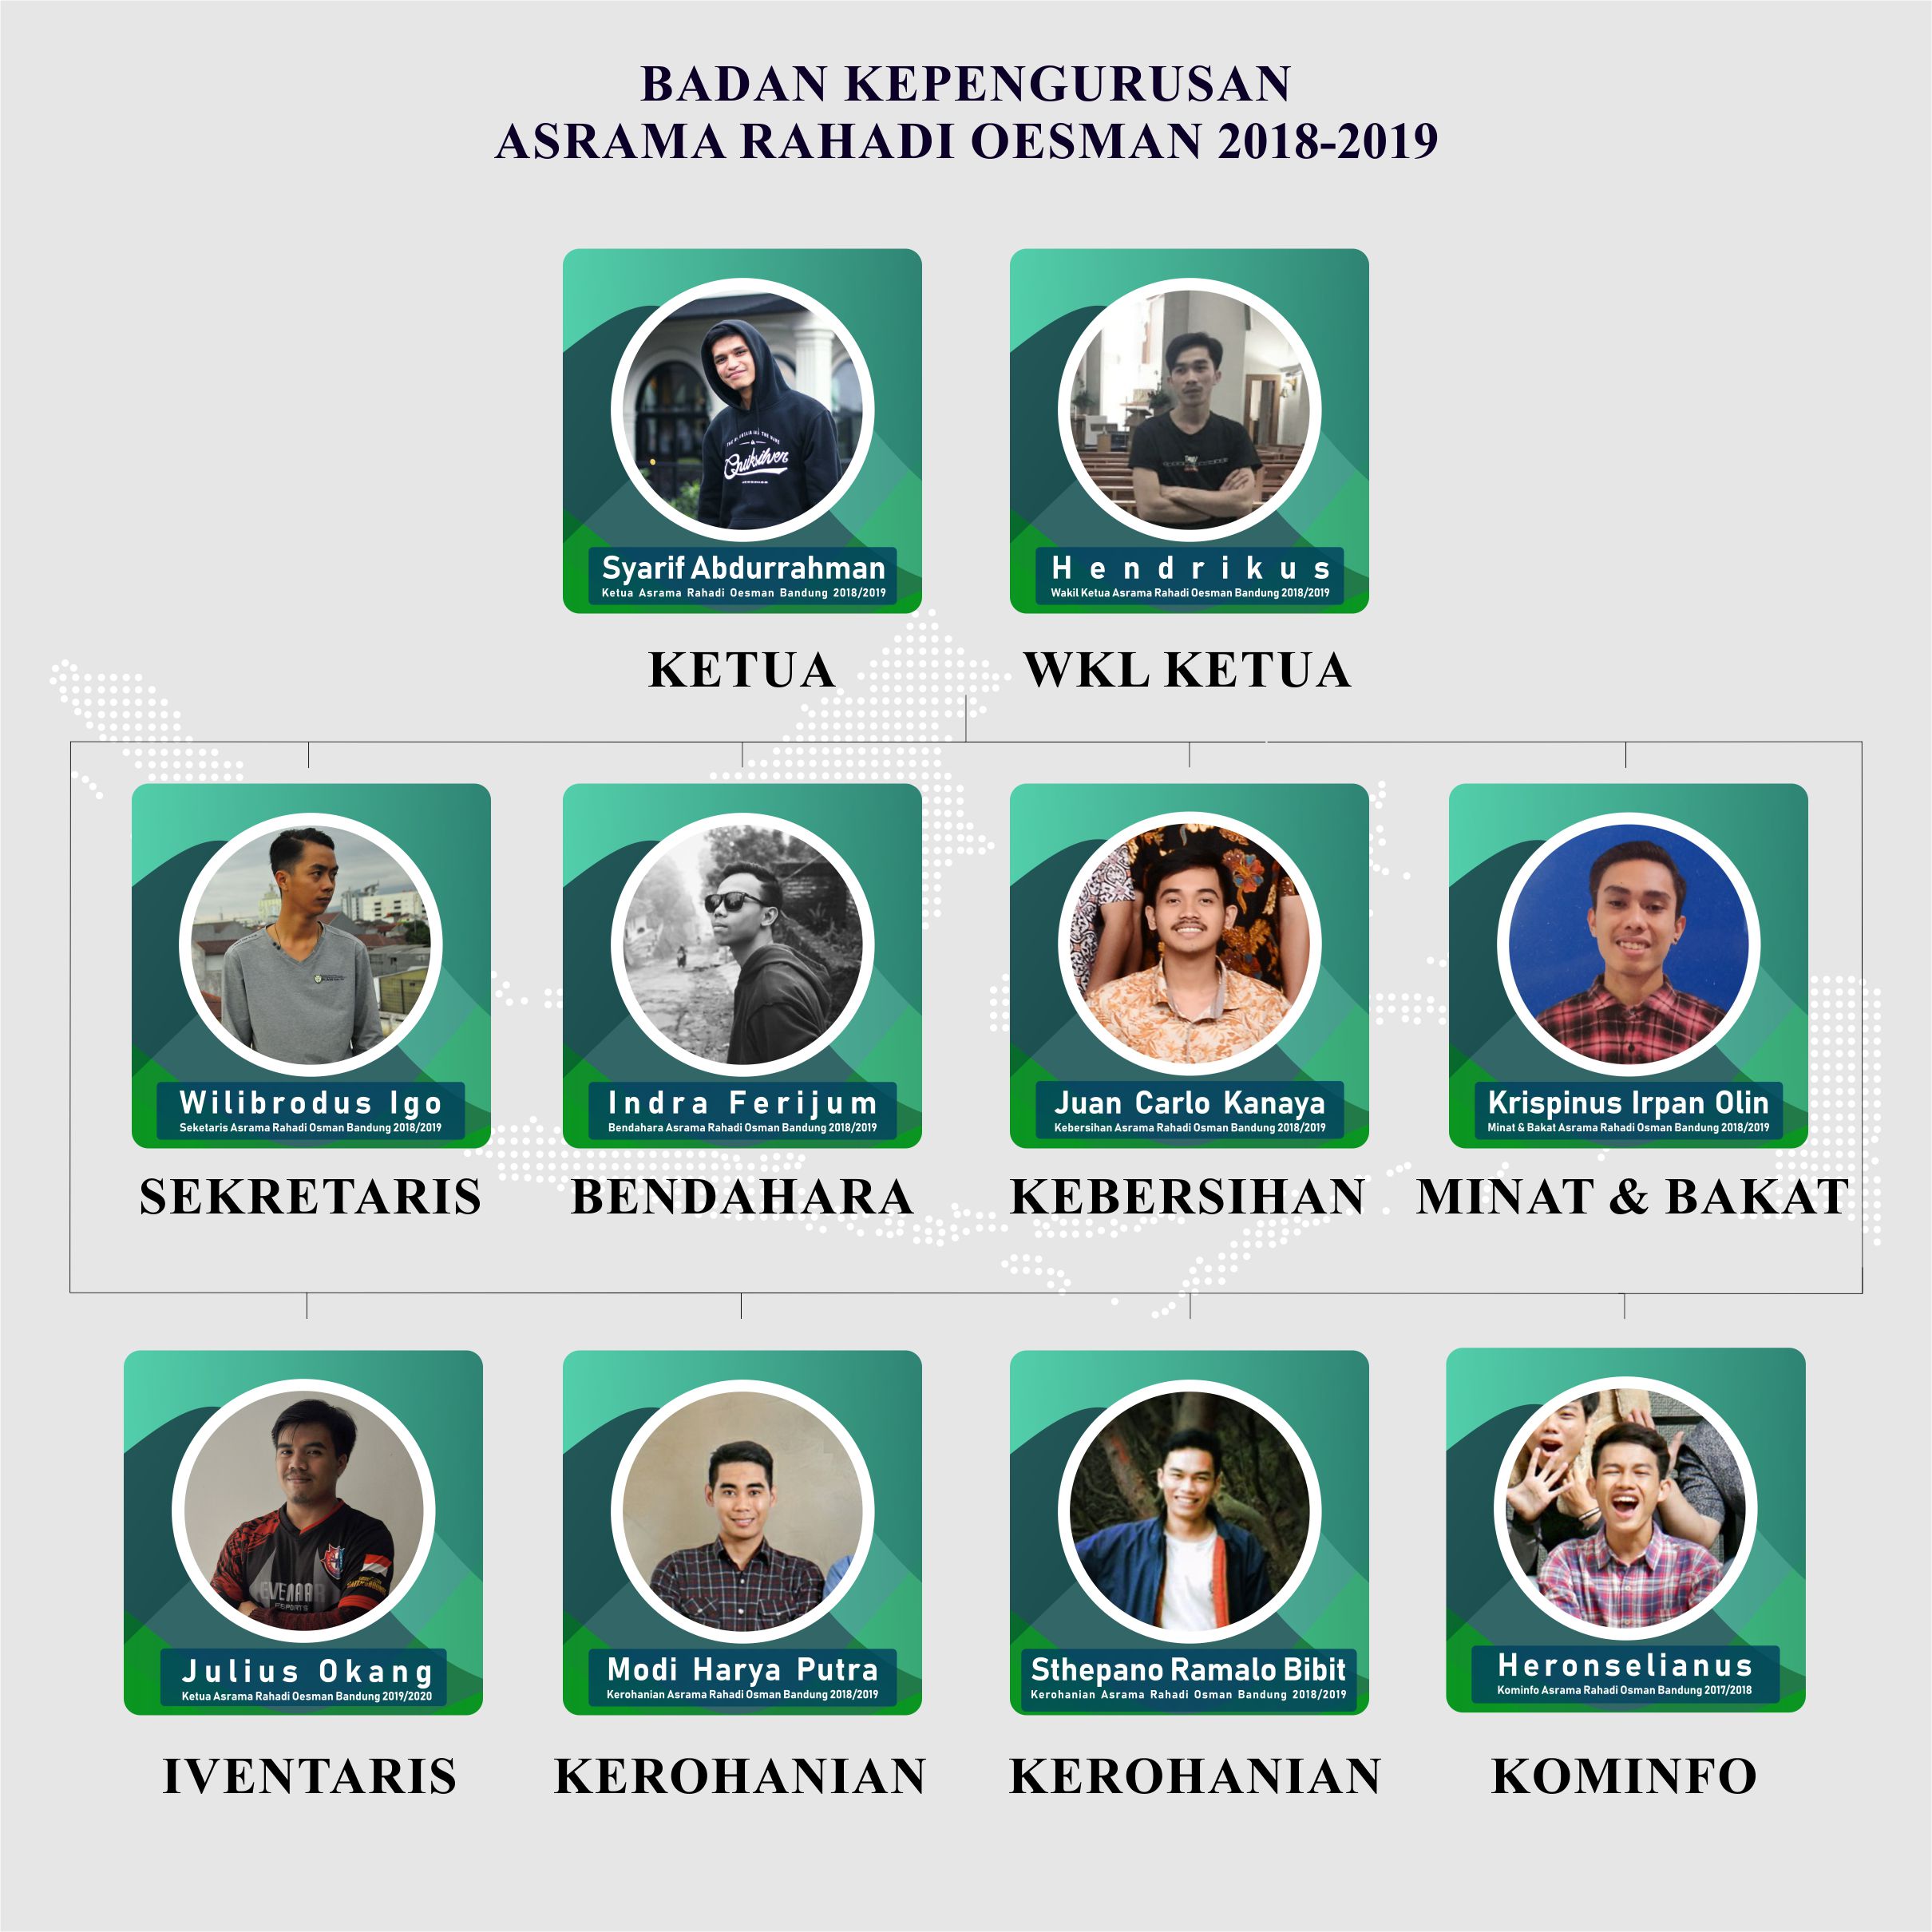 BADAN KEPENGURUSAN
ASRAMA RAHADI OESMAN 2018-2019
Quiksilver
Syarif Abdurrahman
Ketua Asrama Rahadi Oesman Bandung 2018/2019
KETUA
Hendrikus
Wakil Ketua Asrama Rahadi Oesman Bandung 2018/2019
WKL KETUA
Wilibrodus Igo
Seketaris Asrama Rahadi Osman Bandung 2018/2019
SEKRETARIS
Indra Ferijum
Bendahara Asrama Rahadi Osman Bandung 2018/2019
BENDAHARA
Juan Carlo Kanaya
Kebersihan Asrama Rahadi Osman Bandung 2018/2019
KEBERSIHAN
Krispinus Irpan Olin
Minat & Bakat Asrama Rahadi Osman Bandung 2018/2019
MINAT & BAKAT
EVENAAR
ESPORTS
Julius Okang
Ketua Asrama Rahadi Oesman Bandung 2019/2020
IVENTARIS
Modi Harya Putra
Kerohanian Asrama Rahadi Osman Bandung 2018/2019
KEROHANIAN
Sthepano Ramalo Bibit
Kerohanian Asrama Rahadi Osman Bandung 2018/2019
KEROHANIAN
Heronselianus
Kominfo Asrama Rahadi Osman Bandung 2017/2018
KOMINFO